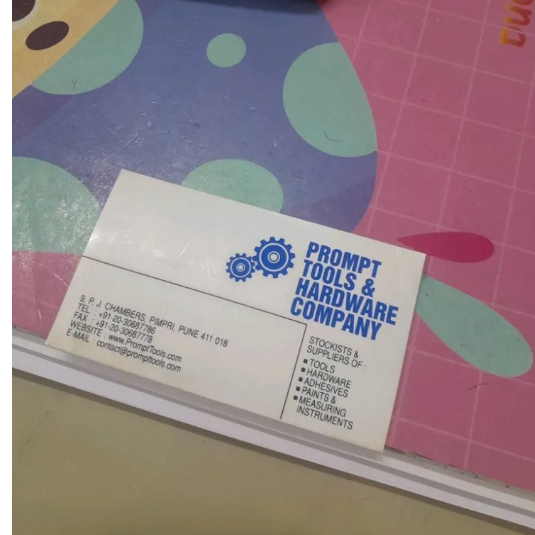 PROMPT
TOOLS &
HARDWARE
COMPANY
STOCKISTS &
SUPPLIERS OF :
▪ TOOLS
▪ HARDWARE
▪ ADHESIVES
▪ PAINTS &
▪ MEASURING
INSTRUMENTS
9, P. J. CHAMBERS, PIMPRI, PUNE 411 018
TEL : +91-20-30687786
FAX : +91-20-30687778
WEBSITE : www.PromptTools.com
E-MAIL : contact@prompttools.com